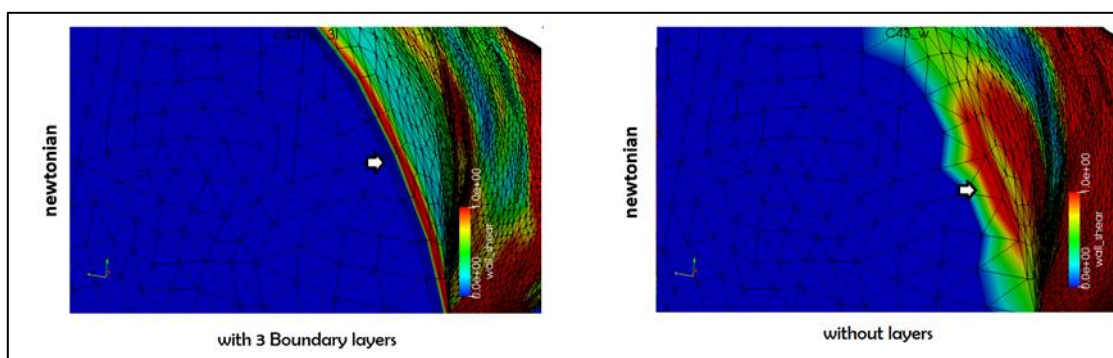 newtonian
1.0e+00
wall_shear
0.0e+00
with 3 Boundary layers
newtonian
C43_w
1.0e+00
wall_shear
0.0e+00
without layers